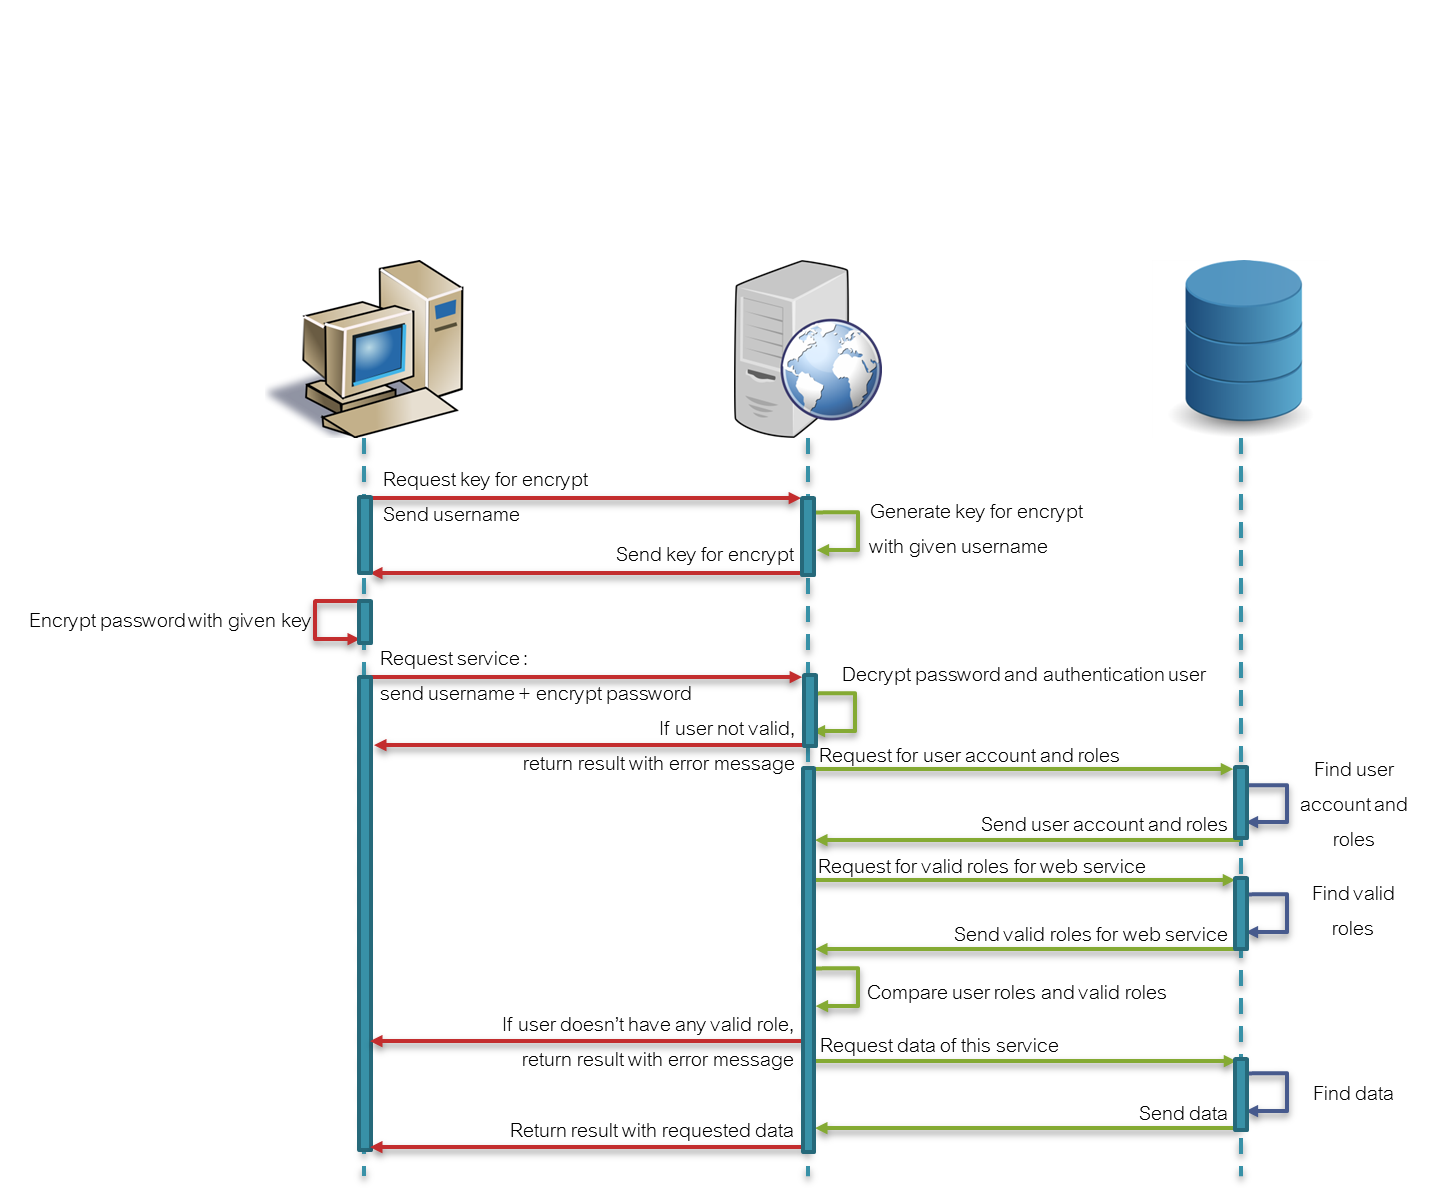 Request key for encrypt
Send username
Generate key for encrypt
with given username
Send key for encrypt
Encrypt password with given key
Request service :
send username + encrypt password
Decrypt password and authentication user
If user not valid,
return result with error message
Request for user account and roles
Find user
account and
roles
Send user account and roles
Request for valid roles for web service
Find valid
roles
Send valid roles for web service
Compare user roles and valid roles
If user doesn't have any valid role,
return result with error message
Request data of this service
Find data
Send data
Return result with requested data